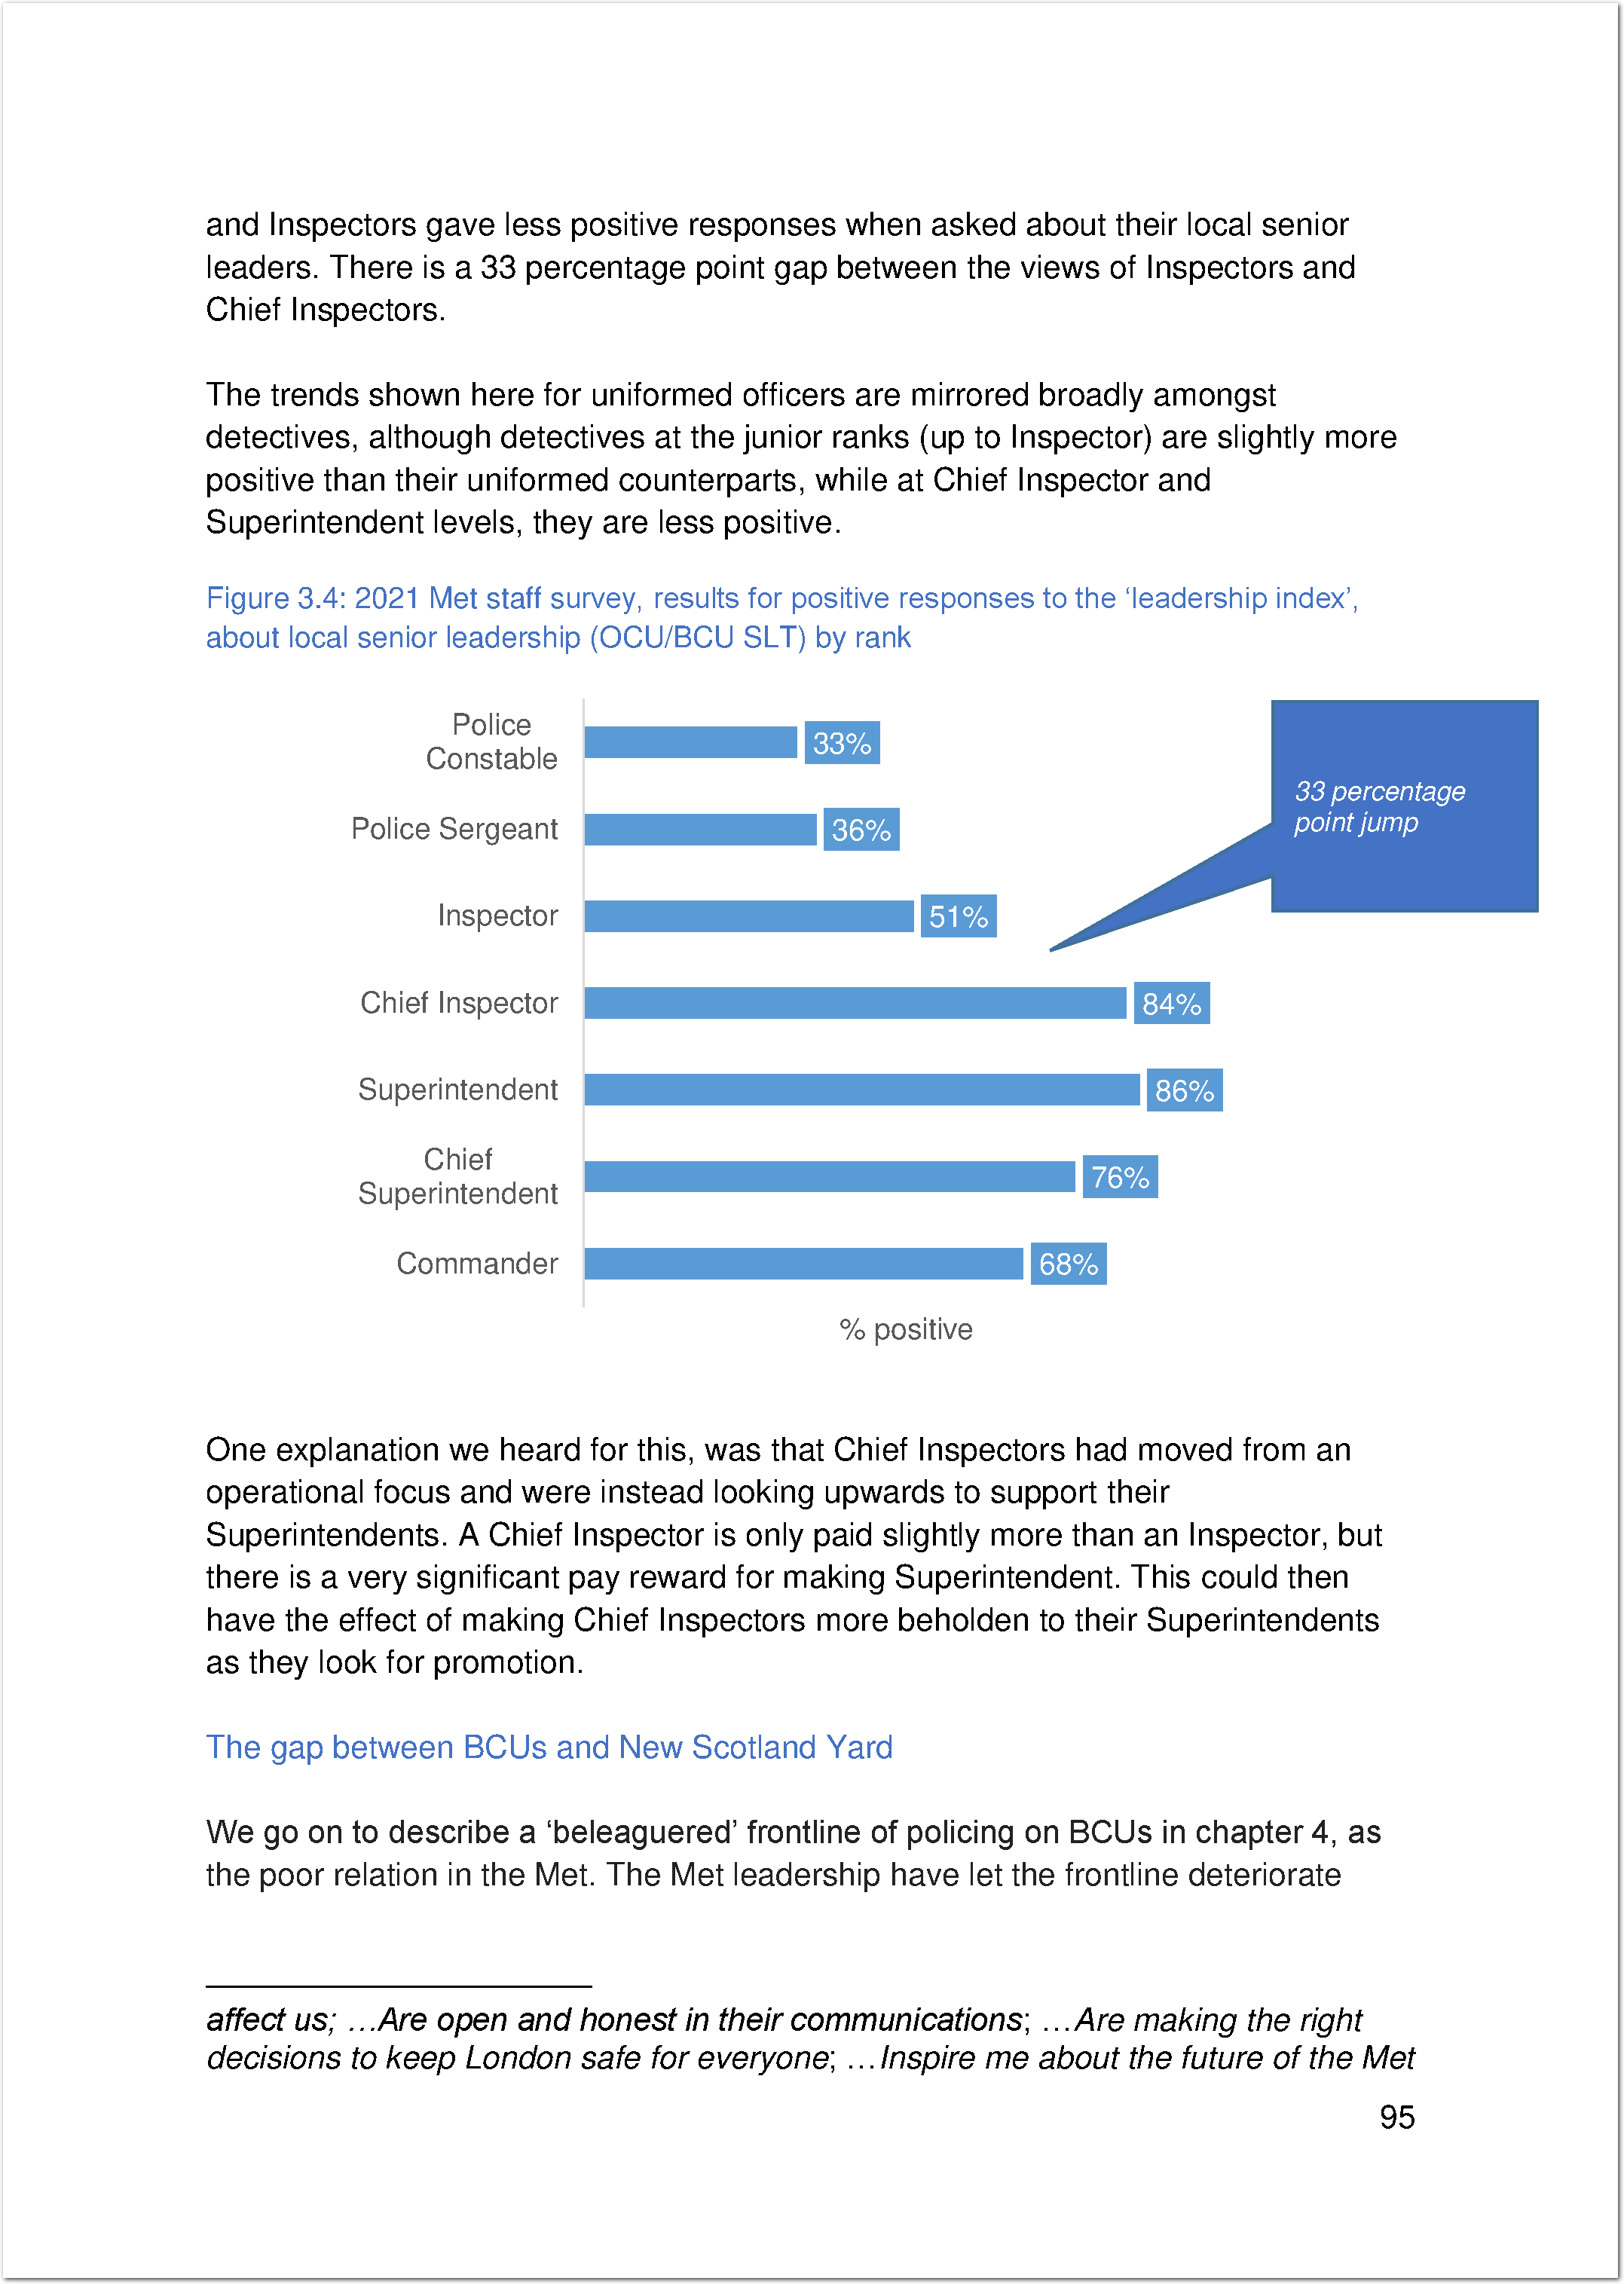 and Inspectors gave less positive responses when asked about their local senior
leaders. There is a 33 percentage point gap between the views of Inspectors and
Chief Inspectors.
The trends shown here for uniformed officers are mirrored broadly amongst
detectives, although detectives at the junior ranks (up to Inspector) are slightly more
positive than their uniformed counterparts, while at Chief Inspector and
Superintendent levels, they are less positive.
Figure 3.4: 2021 Met staff survey, results for positive responses to the ‘leadership index’,
about local senior leadership (OCU/BCU SLT) by rank
Police
Constable
33%
Police Sergeant
36%
Inspector
51%
33 percentage
point jump
Chief Inspector
84%
Superintendent
86%
Chief
Superintendent
76%
Commander
68%
% positive
One explanation we heard for this, was that Chief Inspectors had moved from an
operational focus and were instead looking upwards to support their
Superintendents. A Chief Inspector is only paid slightly more than an Inspector, but
there is a very significant pay reward for making Superintendent. This could then
have the effect of making Chief Inspectors more beholden to their Superintendents
as they look for promotion.
The gap between BCUs and New Scotland Yard
We go on to describe a ‘beleaguered’ frontline of policing on BCUs in chapter 4, as
the poor relation in the Met. The Met leadership have let the frontline deteriorate
affect us; …Are open and honest in their communications; …Are making the right
decisions to keep London safe for everyone; …Inspire me about the future of the Met
95